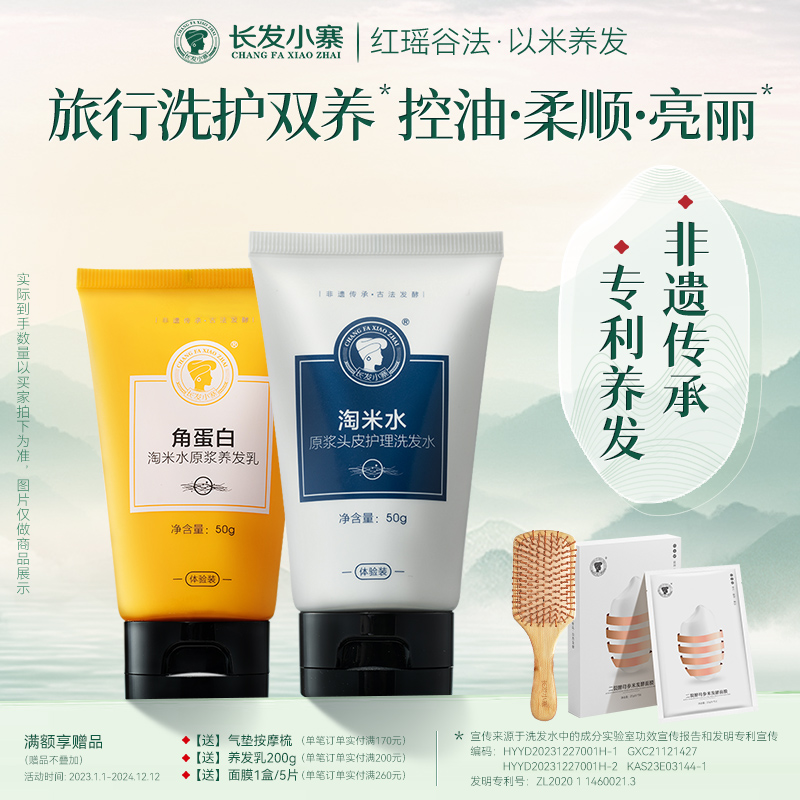 长发小寨
CHANG FA XIAO ZHAI
红瑶谷法·以米养发
旅行洗护双养* 控油·柔顺·亮丽*
非遗传承
专利养发
实际到手数量以买家拍下为准，图片仅做商品展示
非遗传承·古法发酵
CHANG FA XIAO ZHAI
®
长发小寨
角蛋白
淘米水原浆养发乳
净含量：50g
体验装
（非遗传承·古法发酵）
CHANG FA XIAO ZHAI
®
长发小寨
淘米水
原浆头皮护理洗发水
净含量：50g
体验装
长发小寨
满额享赠品
(赠品不叠加)
活动时间：2023.1.1~2024.12.12
【送】气垫按摩梳 (单笔订单实付满170元)
【送】养发乳200g (单笔订单实付满200元)
【送】面膜1盒/5片 (单笔订单实付满260元)
* 宣传来源于洗发水中的成分实验室功效宣传报告和发明专利宣传
编码： HYYD20231227001H-1 GXC21121427
HYYD20231227001H-2 KAS23E03144-1
发明专利号：ZL2020 1 1460021.3